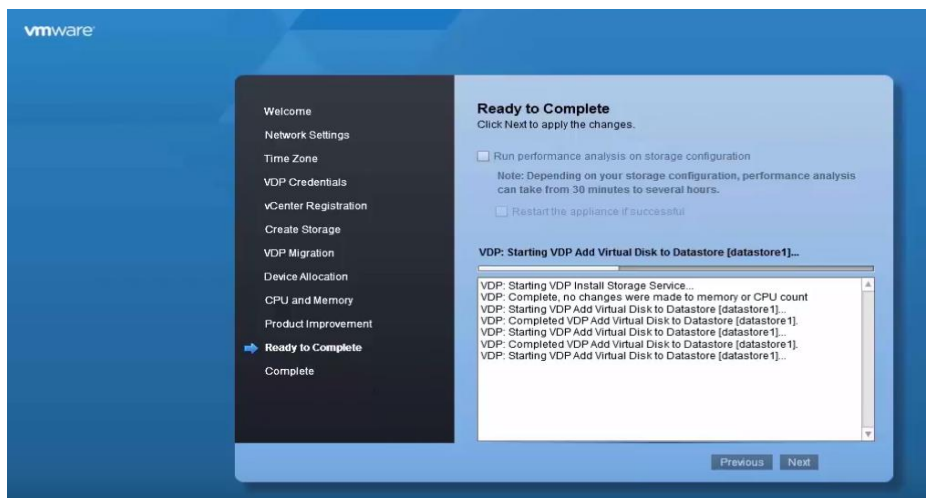 vmware
Welcome
Network Settings
Time Zone
VDP Credentials
vCenter Registration
Create Storage
VDP Migration
Device Allocation
CPU and Memory
Product Improvement
Ready to Complete
Complete
Ready to Complete
Click Next to apply the changes.
Run performance analysis on storage configuration
Note: Depending on your storage configuration, performance analysis
can take from 30 minutes to several hours.
Restart the appliance if successful
VDP: Starting VDP Add Virtual Disk to Datastore [datastore1]...
VDP: Starting VDP Install Storage Service...
VDP: Complete, no changes were made to memory or CPU count
VDP: Starting VDP Add Virtual Disk to Datastore [datastore1]...
VDP: Completed VDP Add Virtual Disk to Datastore [datastore1].
VDP: Starting VDP Add Virtual Disk to Datastore [datastore1]...
VDP: Completed VDP Add Virtual Disk to Datastore [datastore1].
VDP: Starting VDP Add Virtual Disk to Datastore [datastore1]...
Previous Next